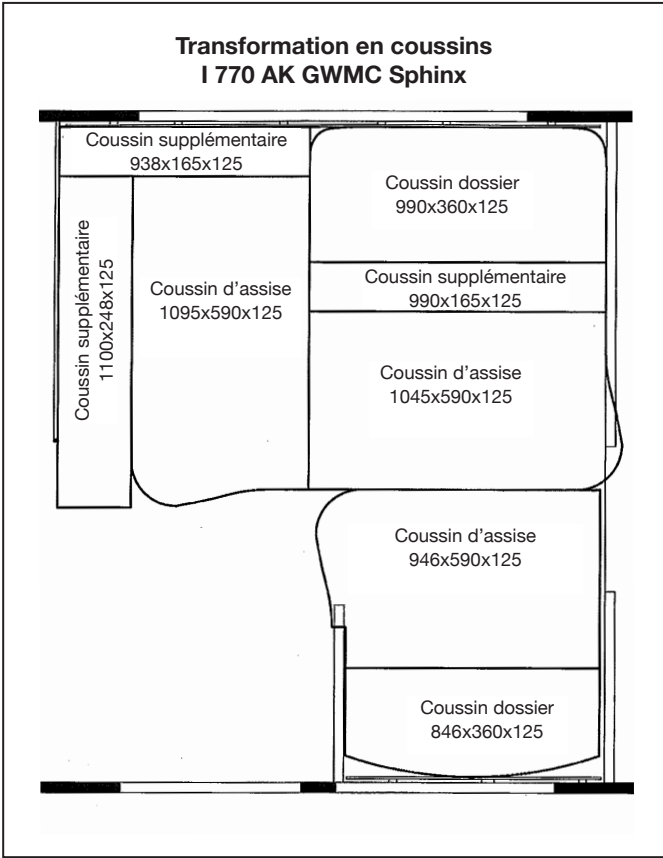 Transformation en coussins
I 770 AK GWMC Sphinx
Coussin supplémentaire
938x165x125
Coussin dossier
990x360x125
Coussin supplémentaire
1100x248x125
Coussin d’assise
1095x590x125
Coussin supplémentaire
990x165x125
Coussin d’assise
1045x590x125
Coussin d’assise
946x590x125
Coussin dossier
846x360x125